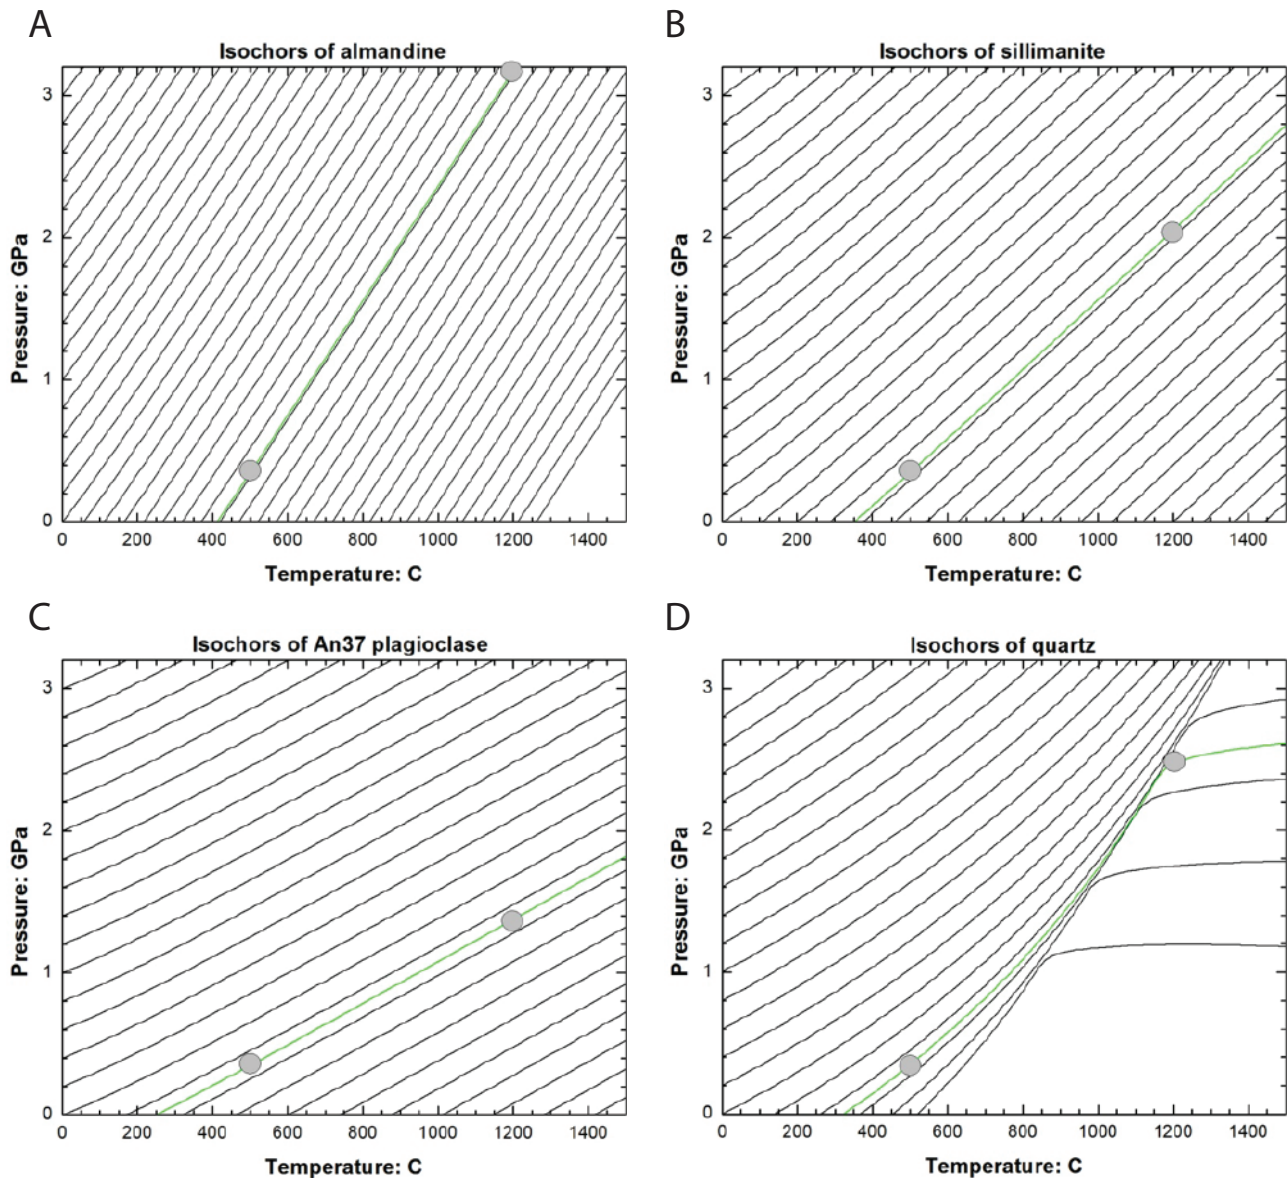 A
Isochors of almandine
3
2
1
0
Pressure: GPa
0 200 400 600 800 1000 1200 1400
Temperature: C
B
Isochors of sillimanite
3
2
1
0
Pressure: GPa
0 200 400 600 800 1000 1200 1400
Temperature: C
C
Isochors of An37 plagioclase
3
2
1
0
Pressure: GPa
0 200 400 600 800 1000 1200 1400
Temperature: C
D
Isochors of quartz
3
2
1
0
Pressure: GPa
0 200 400 600 800 1000 1200 1400
Temperature: C